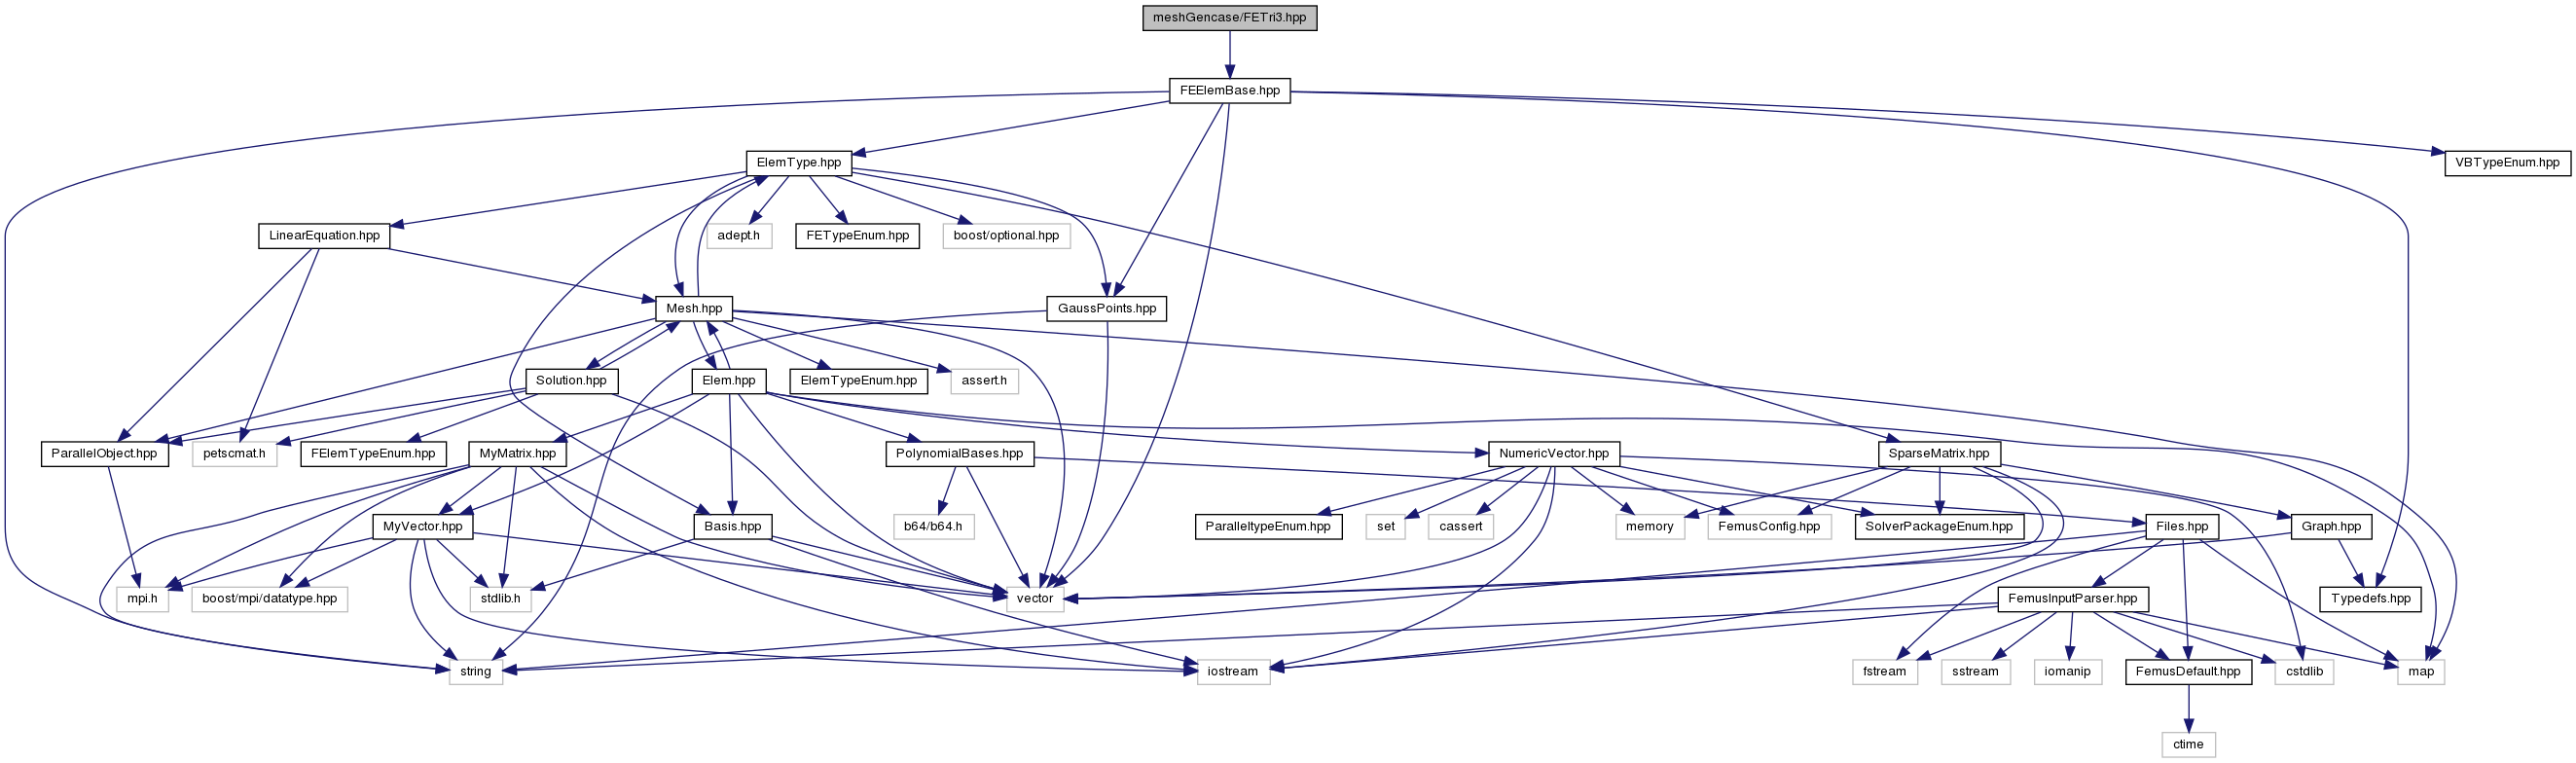 meshGencase/FETri3.hpp
FEElemBase.hpp
ElemType.hpp
VBTypeEnum.hpp
LinearEquation.hpp
adept.h
FETypeEnum.hpp
boost/optional.hpp
Mesh.hpp
GaussPoints.hpp
Solution.hpp
Elem.hpp
ElemTypeEnum.hpp
assert.h
ParallelObject.hpp
petscmat.h
FElemTypeEnum.hpp
MyMatrix.hpp
PolynomialBases.hpp
NumericVector.hpp
SparseMatrix.hpp
MyVector.hpp
Basis.hpp
b64/b64.h
ParalleltypeEnum.hpp
set
cassert
memory
FemusConfig.hpp
SolverPackageEnum.hpp
Files.hpp
Graph.hpp
mpi.h
boost/mpi/datatype.hpp
stdlib.h
vector
FemusInputParser.hpp
Typedefs.hpp
string
iostream
fstream
sstream
iomanip
FemusDefault.hpp
cstdlib
map
ctime